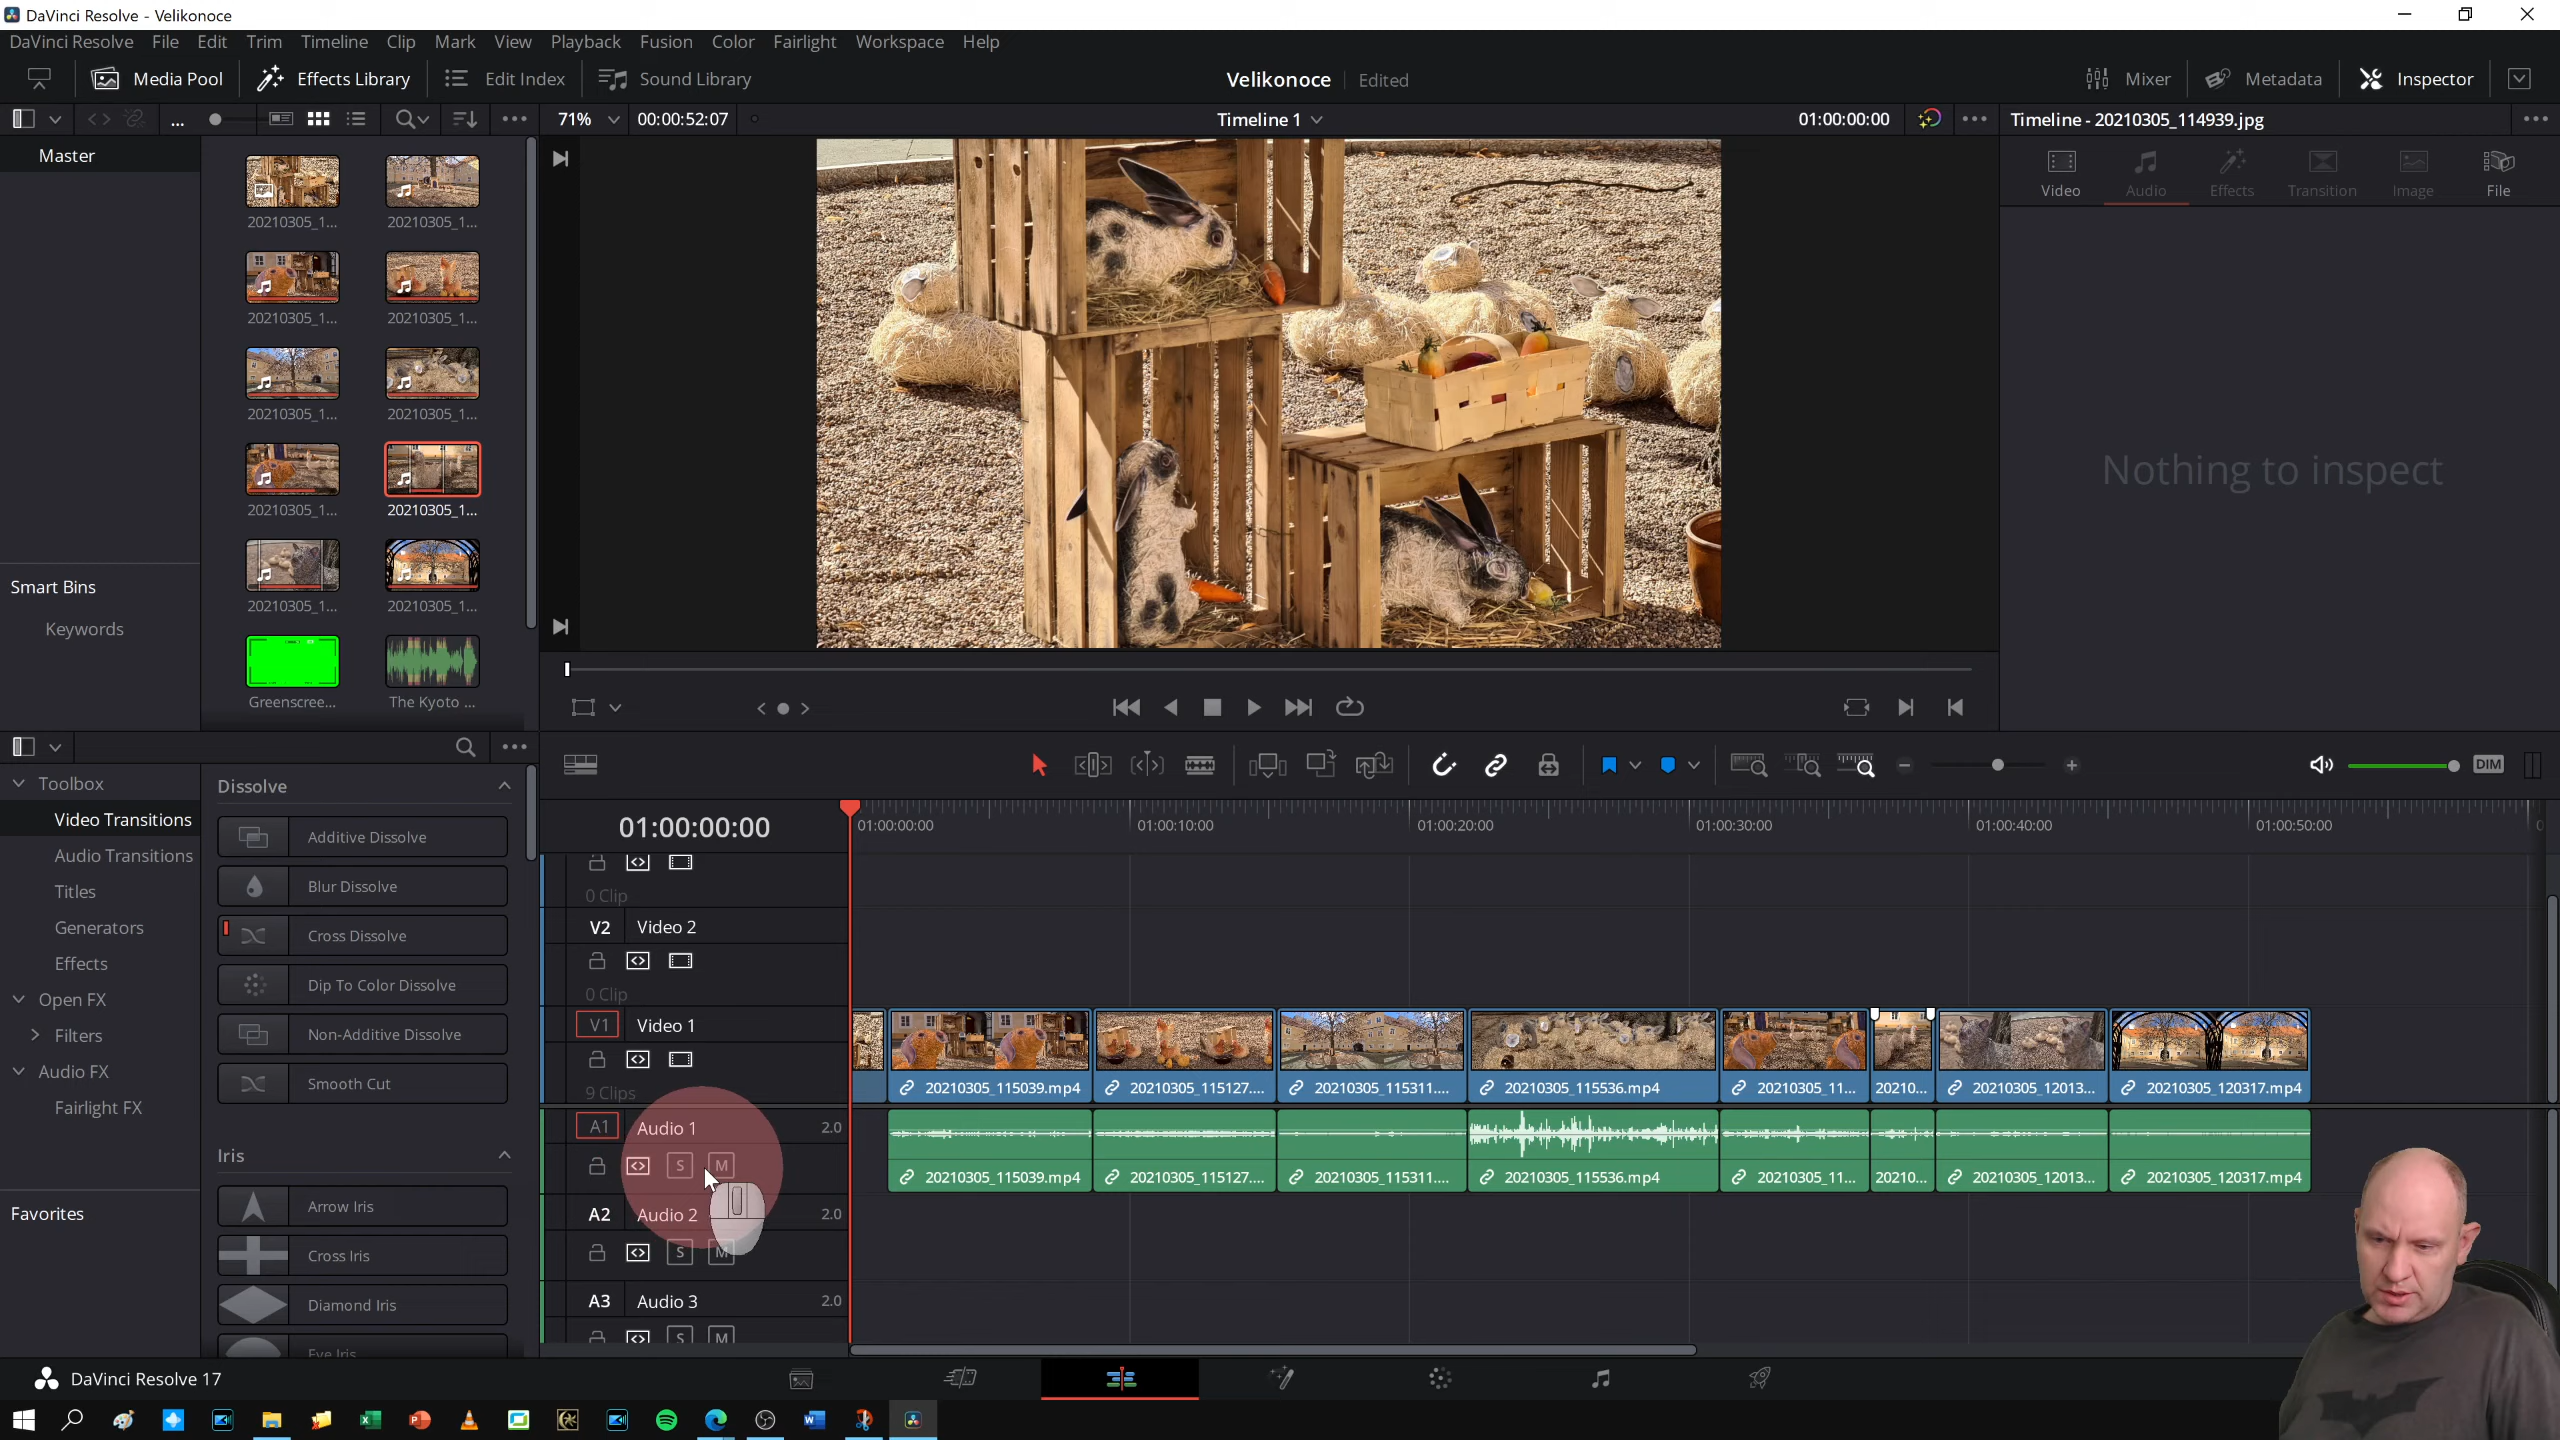 DaVinci Resolve - Velikonoce
DaVinci Resolve File Edit Trim Timeline Clip Mark View Playback Fusion Color Fairlight Workspace Help
Media Pool Effects Library Edit Index Sound Library Velikonoce Edited Mixer Metadata Inspector
... 71% 00:00:52:07 Timeline 1 01:00:00:00 Timeline - 20210305_114939.jpg
Master
Video Audio Effects Transition Image File
20210305_1... 20210305_1...
20210305_1... 20210305_1...
20210305_1... 20210305_1...
Nothing to inspect
20210305_1... 20210305_1...
Smart Bins
20210305_1... 20210305_1...
Keywords
Greenscree... The Kyoto ...
Toolbox
Video Transitions
Audio Transitions
Titles
Generators
Effects
Open FX
Filters
Audio FX
Fairlight FX
Favorites
Dissolve
Additive Dissolve
Blur Dissolve
Cross Dissolve
Dip To Color Dissolve
Non-Additive Dissolve
Smooth Cut
Iris
Arrow Iris
Cross Iris
Diamond Iris
Eye Iris
DIM
01:00:00:00 01:00:00:00 01:00:10:00 01:00:20:00 01:00:30:00 01:00:40:00 01:00:50:00 0
0 Clip
V2 Video 2
0 Clip
V1 Video 1
9 Clips
20210305_115039.mp4 20210305_115127.... 20210305_115311.... 20210305_115536.mp4 20210305_11... 20210... 20210305_12013... 20210305_120317.mp4
A1 Audio 1 2.0
S M
20210305_115039.mp4 20210305_115127.... 20210305_115311.... 20210305_115536.mp4 20210305_11... 20210... 20210305_12013... 20210305_120317.mp4
A2 Audio 2 2.0
S M
A3 Audio 3 2.0
S M
DaVinci Resolve 17